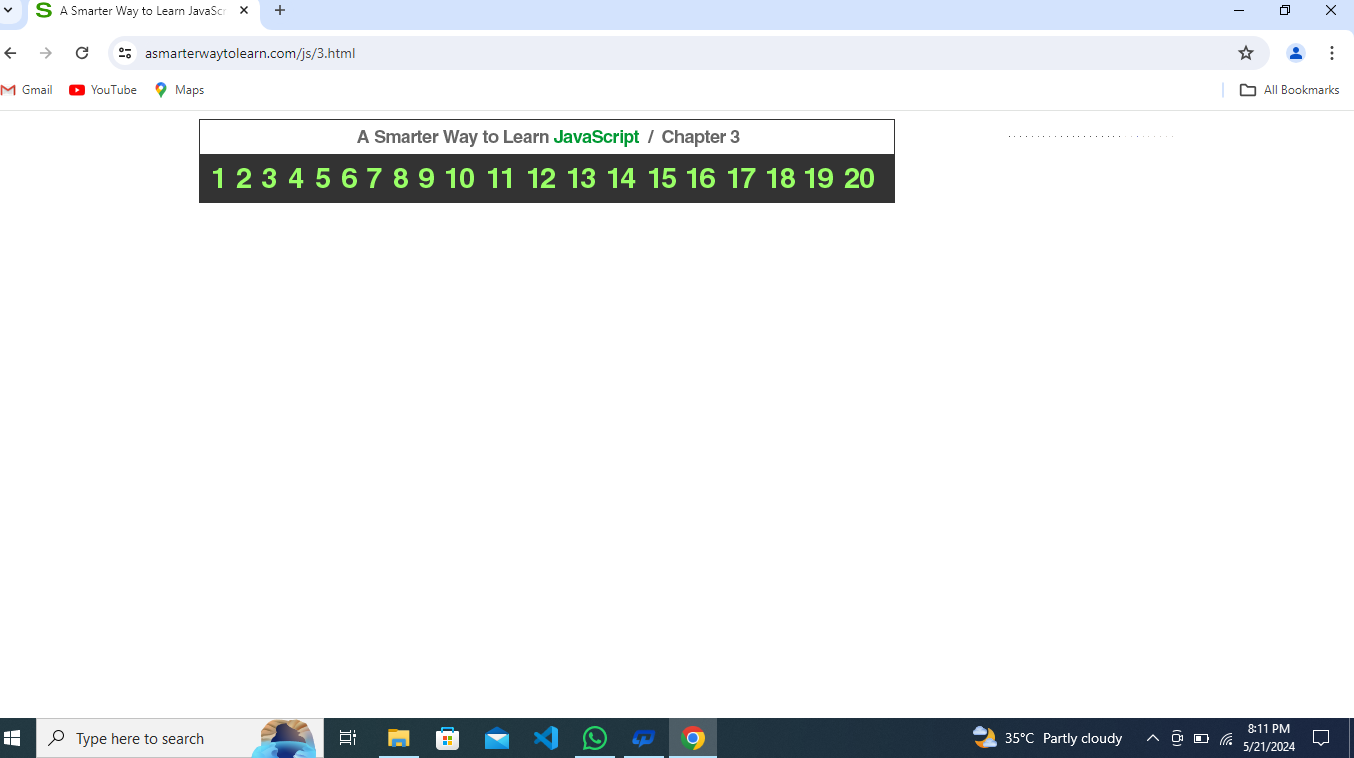 A Smarter Way to Learn JavaScr
asmarterwaytolearn.com/js/3.html
Gmail YouTube Maps All Bookmarks
A Smarter Way to Learn JavaScript / Chapter 3
1 2 3 4 5 6 7 8 9 10 11 12 13 14 15 16 17 18 19 20
Type here to search
35°C Partly cloudy
8:11 PM
5/21/2024